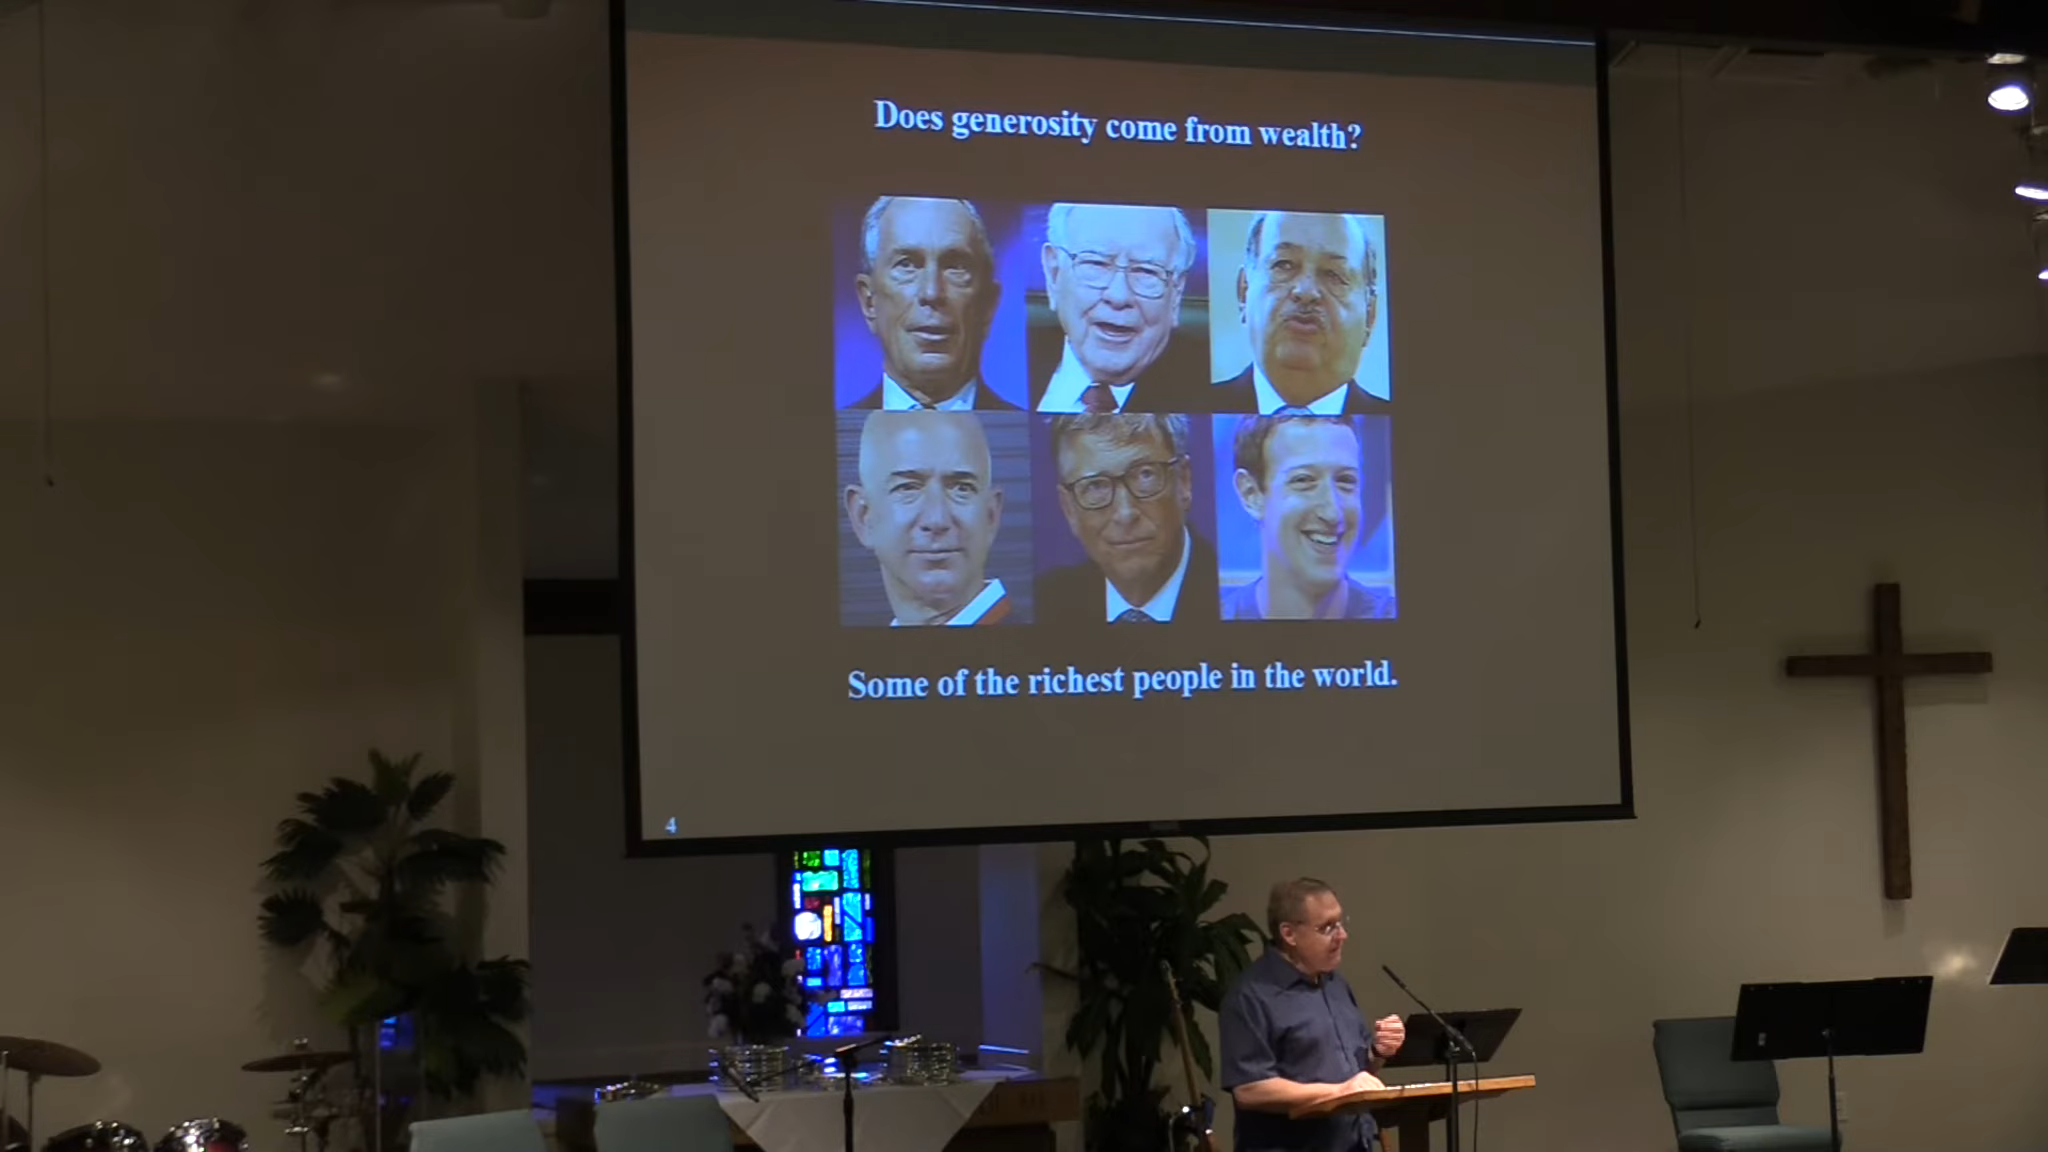 Does generosity come from wealth?
Some of the richest people in the world.
4